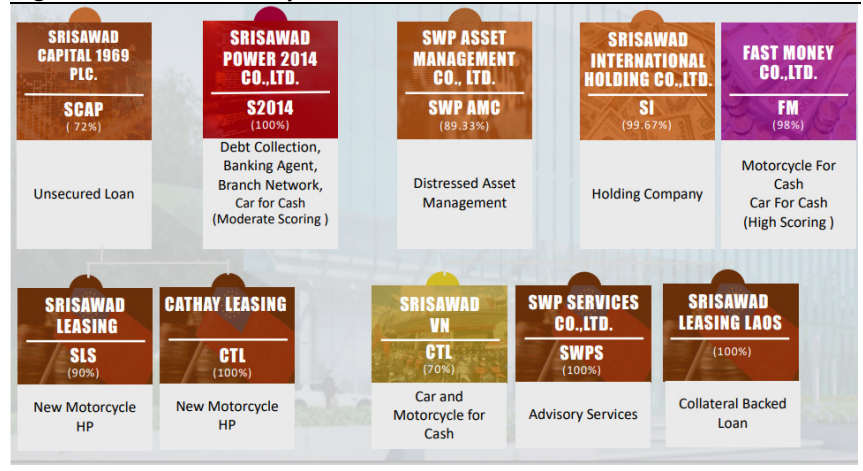 SRISAWAD
CAPITAL 1969
PLC.
SCAP
( 72%)
Unsecured Loan
SRISAWAD
POWER 2014
CO.,LTD.
S2014
(100%)
Debt Collection,
Banking Agent,
Branch Network,
Car for Cash
(Moderate Scoring )
SWP ASSET
MANAGEMENT
CO., LTD.
SWP AMC
(89.33%)
Distressed Asset
Management
SRISAWAD
INTERNATIONAL
HOLDING CO.,LTD.
SI
(99.67%)
Holding Company
FAST MONEY
CO.,LTD.
FM
(98%)
Motorcycle For
Cash
Car For Cash
(High Scoring )
SRISAWAD
LEASING
SLS
(90%)
New Motorcycle
HP
CATHAY LEASING
CTL
(100%)
New Motorcycle
HP
SRISAWAD
VN
CTL
(70%)
Car and
Motorcycle for
Cash
SWP SERVICES
CO.,LTD.
SWPS
(100%)
Advisory Services
SRISAWAD
LEASING LAOS
(100%)
Collateral Backed
Loan